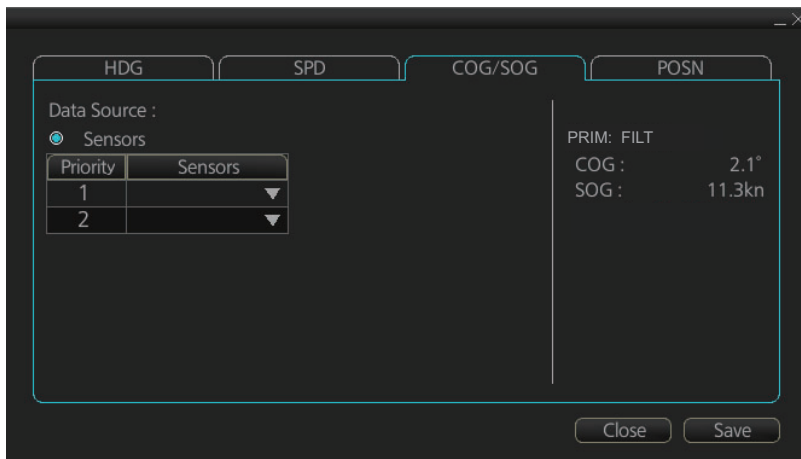 HDG SPD COG/SOG POSN
Data Source :
Sensors
PRIM: FILT
Priority Sensors
COG : 2.1°
1
SOG : 11.3kn
2
Close Save